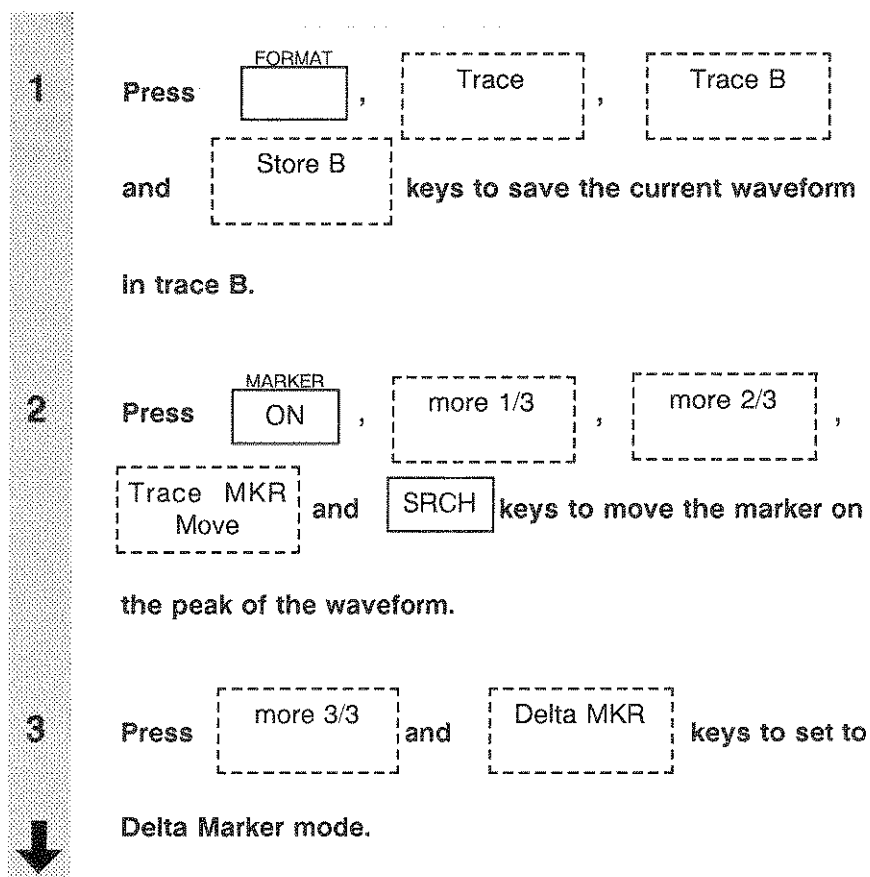 FORMAT
1 Press , Trace , Trace B
and Store B keys to save the current waveform
in trace B.
MARKER
2 Press ON , more 1/3 , more 2/3 ,
Trace MKR Move and SRCH keys to move the marker on
the peak of the waveform.
3 Press more 3/3 and Delta MKR keys to set to
Delta Marker mode.